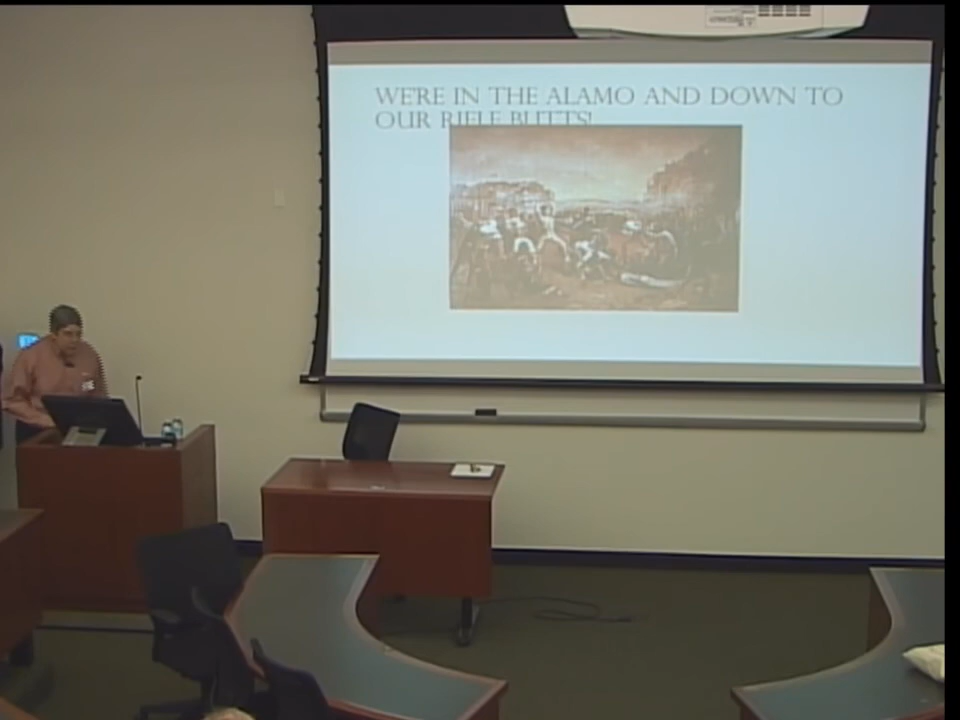 WE'RE IN THE ALAMO AND DOWN TO
OUR RIFLE BUTTS!